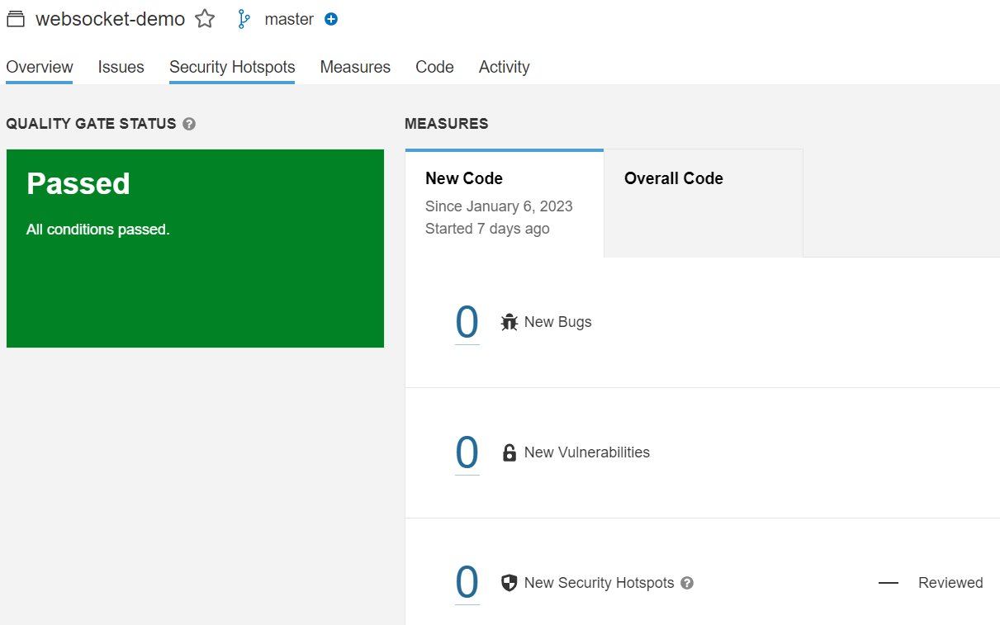 websocket-demo master
Overview Issues Security Hotspots Measures Code Activity
QUALITY GATE STATUS ?
Passed
All conditions passed.
MEASURES
New Code
Since January 6, 2023
Started 7 days ago
Overall Code
0 New Bugs
0 New Vulnerabilities
0 New Security Hotspots ? — Reviewed